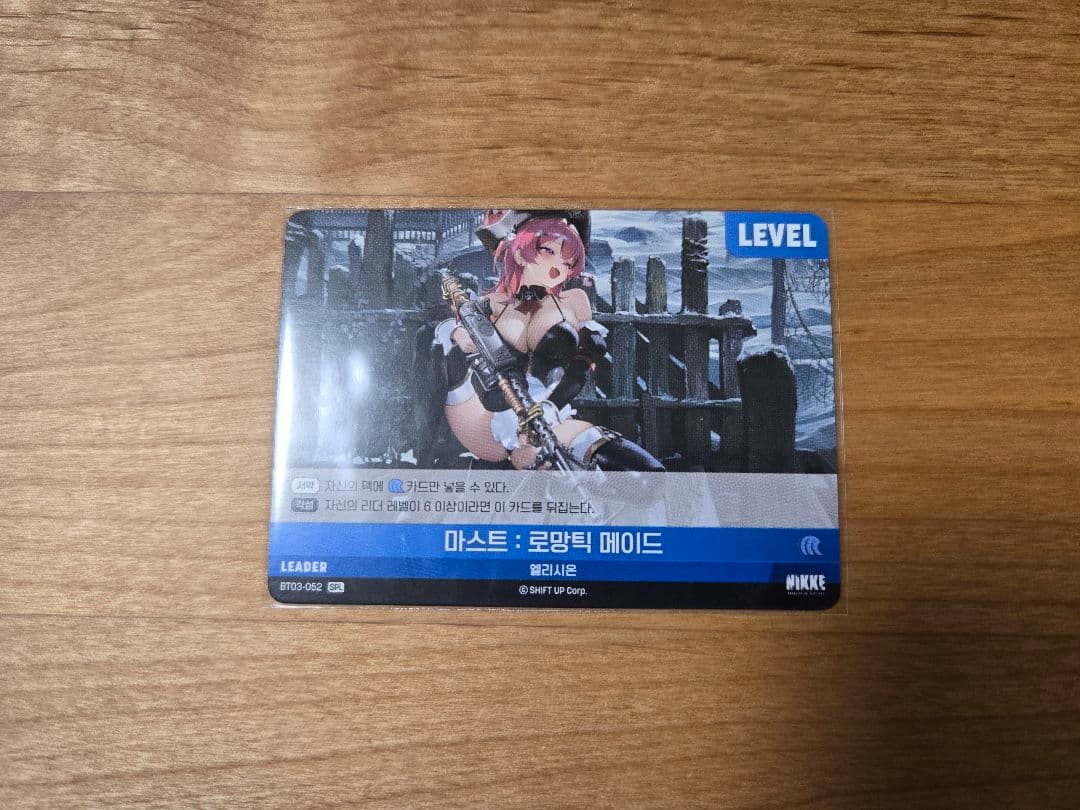 LEVEL
서약 자신의 덱에 카드만 넣을 수 있다.
각성 자신의 리더 레벨이 6 이상이라면 이 카드를 뒤집는다.
마스트 : 로망틱 메이드
LEADER
엘리시온
BT03-052 SPL
© SHIFT UP Corp.
NIKKE